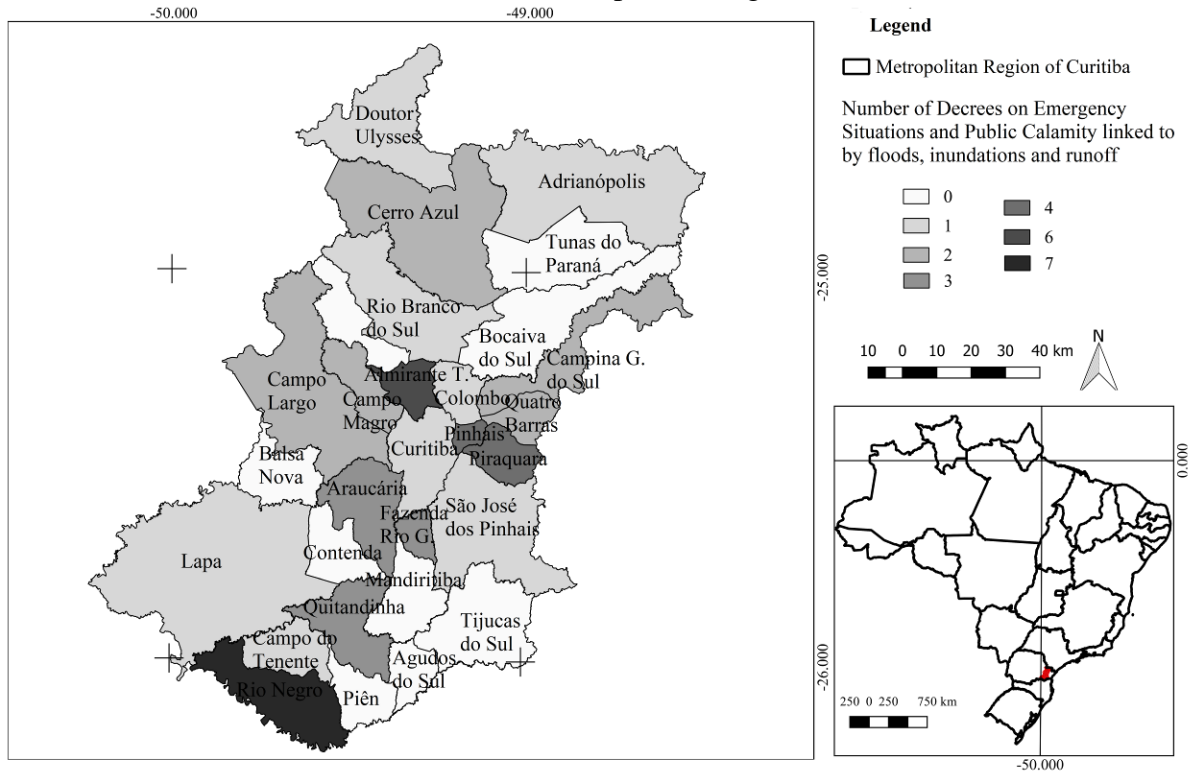 -50.000
-49.000
Legend
Metropolitan Region of Curitiba
Number of Decrees on Emergency
Situations and Public Calamity linked to
by floods, inundations and runoff
0
1
2
3
4
6
7
Doutor
Ulysses
Adrianópolis
Cerro Azul
Tunas do
Paraná
-25.000
Rio Branco
do Sul
Bocaiva
do Sul
Campina G.
do Sul
Almirante T.
Colombo
Quatro
Barras
Campo
Largo
Campo
Magro
Curitiba
Pinhais
Piraquara
Balsa
Nova
Araucária
Fazenda
Rio G.
São José
dos Pinhais
Contenda
Lapa
Mandirituba
Quitandinha
Tijucas
do Sul
Campo do
Tenente
Agudos
do Sul
Rio Negro
Piên
-26.000
N
10 0 10 20 30 40 km
0.000
250 0 250 750 km
-50.000